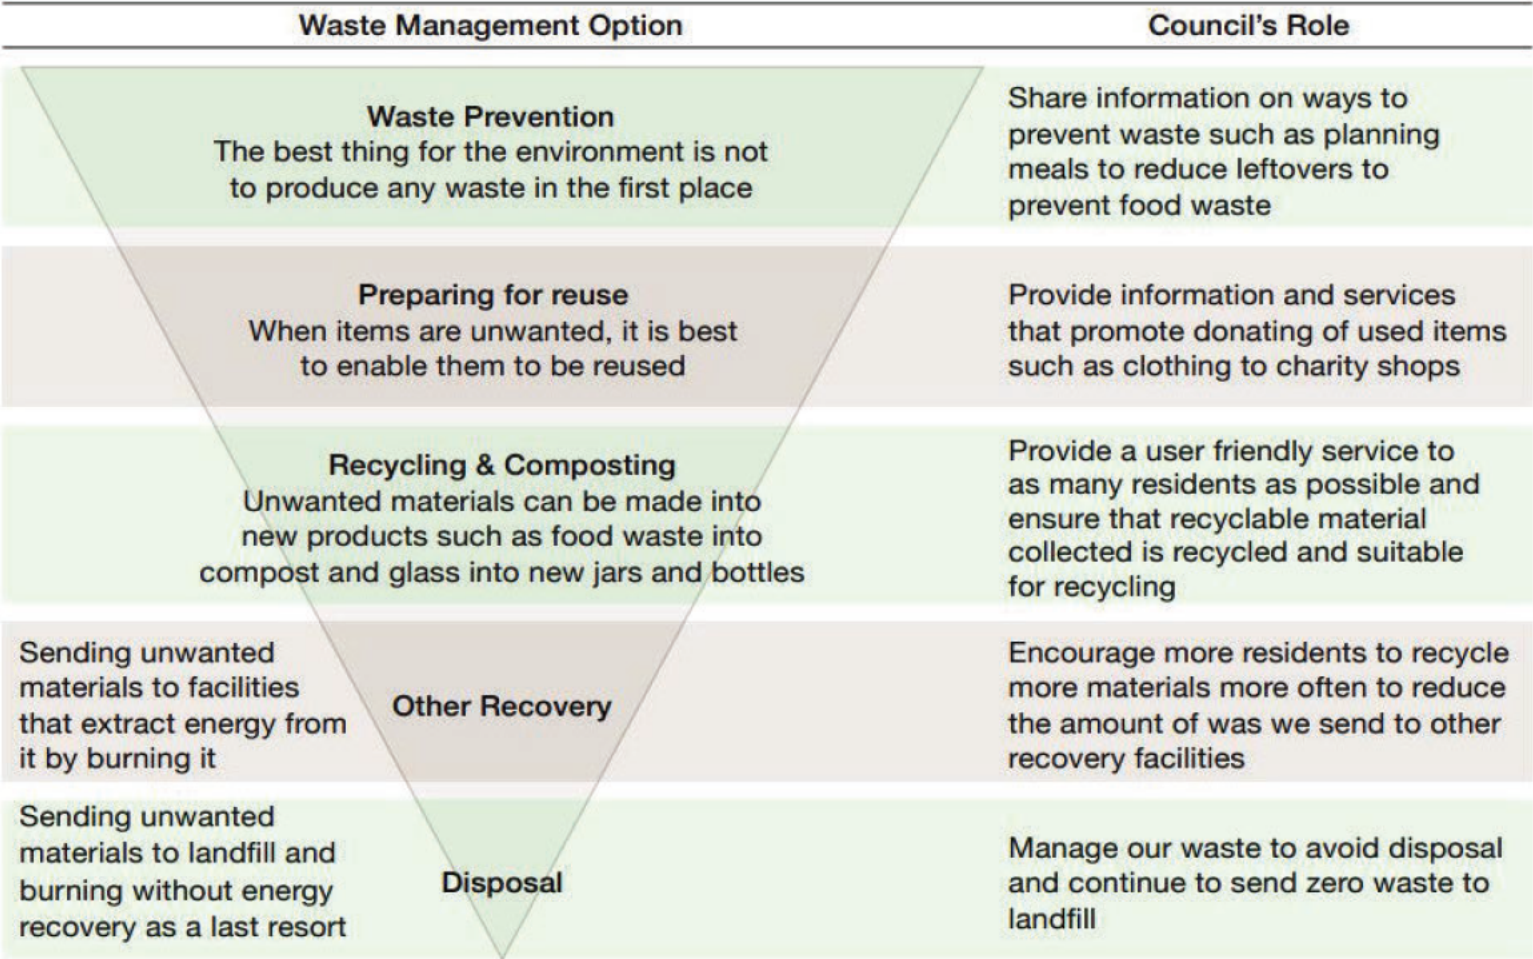 Waste Management Option
Council's Role
Waste Prevention
The best thing for the environment is not
to produce any waste in the first place
Share information on ways to
prevent waste such as planning
meals to reduce leftovers to
prevent food waste
Preparing for reuse
When items are unwanted, it is best
to enable them to be reused
Provide information and services
that promote donating of used items
such as clothing to charity shops
Recycling & Composting
Unwanted materials can be made into
new products such as food waste into
compost and glass into new jars and bottles
Provide a user friendly service to
as many residents as possible and
ensure that recyclable material
collected is recycled and suitable
for recycling
Sending unwanted
materials to facilities
that extract energy from
it by burning it
Other Recovery
Encourage more residents to recycle
more materials more often to reduce
the amount of was we send to other
recovery facilities
Sending unwanted
materials to landfill and
burning without energy
recovery as a last resort
Disposal
Manage our waste to avoid disposal
and continue to send zero waste to
landfill